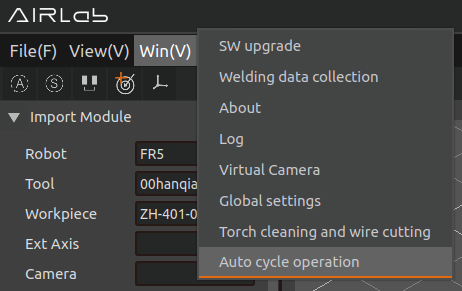 AIRLab
File(F) View(V) Win(V)
SW upgrade
Welding data collection
About
Log
Virtual Camera
Global settings
Torch cleaning and wire cutting
Auto cycle operation
A S
Import Module
Robot FR5
Tool 00hanqia
Workpiece ZH-401-0
Ext Axis
Camera